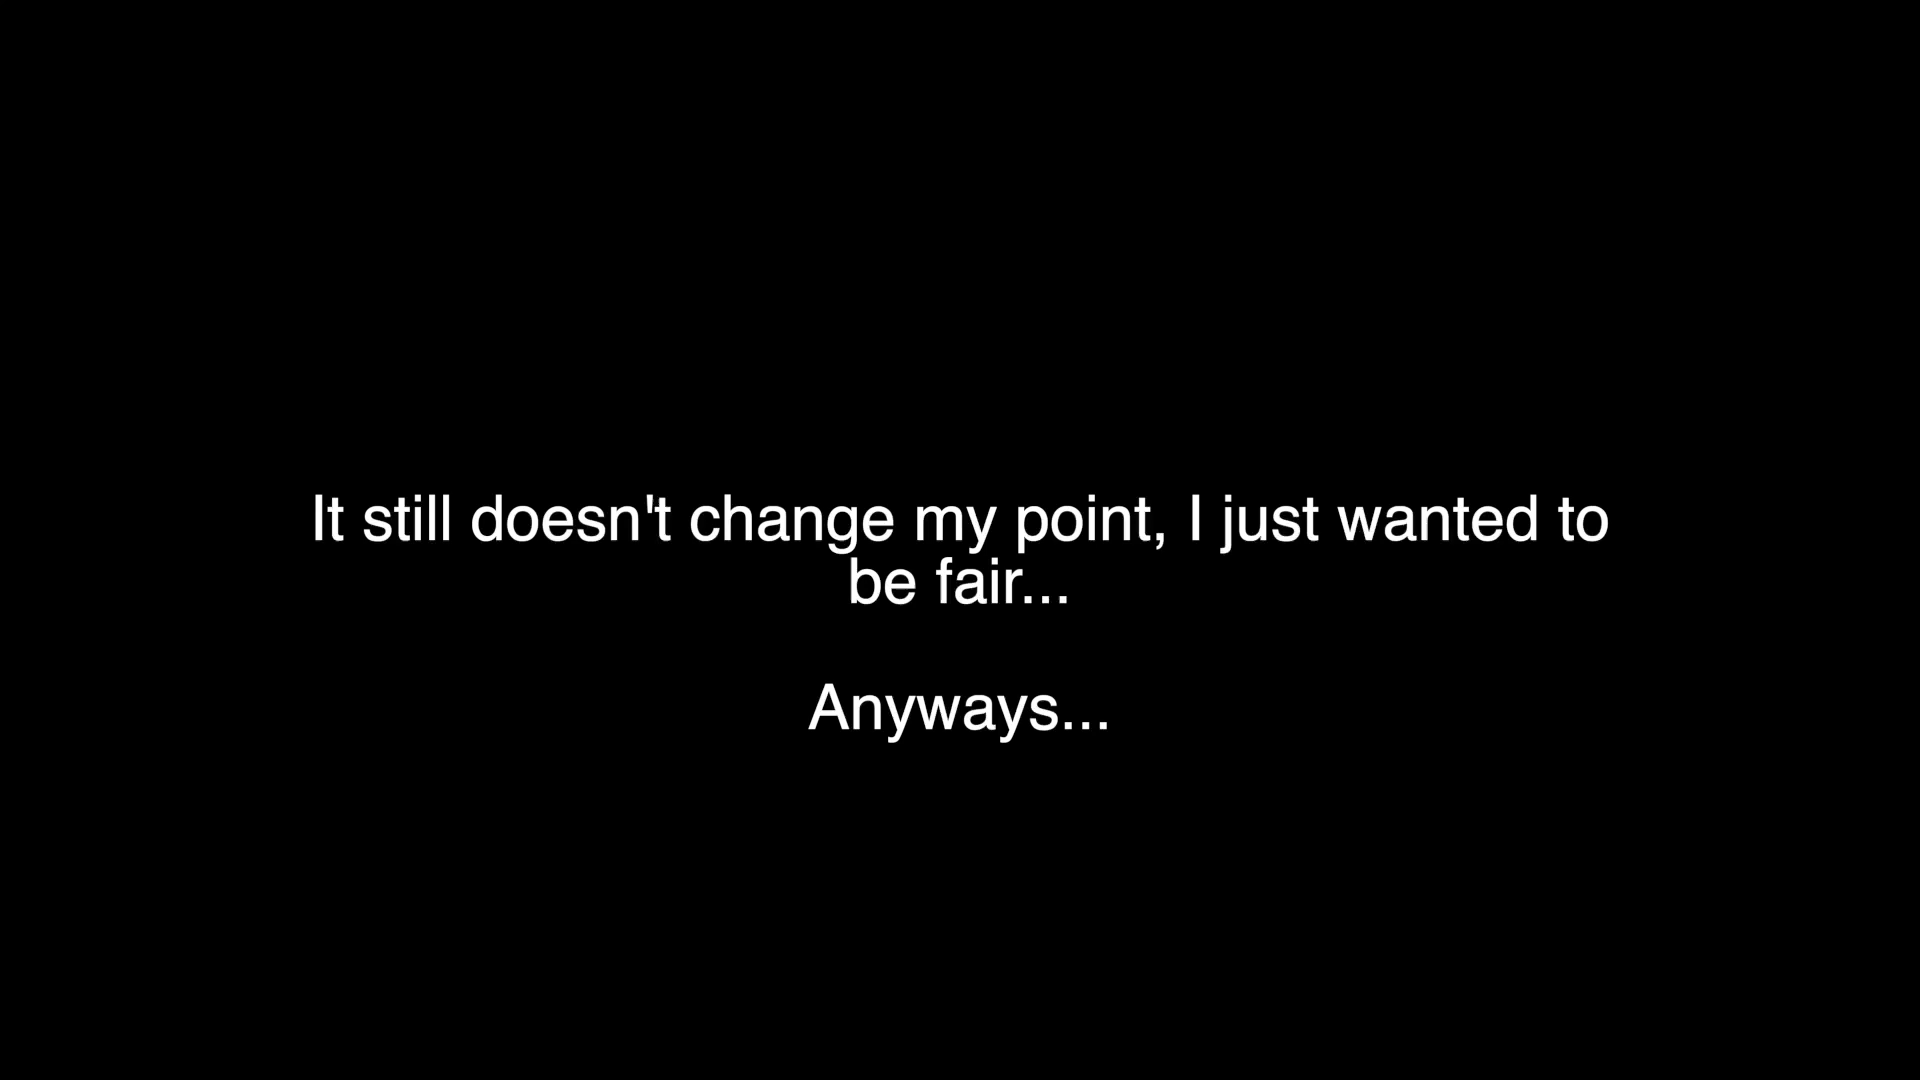 It still doesn't change my point, I just wanted to
be fair...
Anyways...